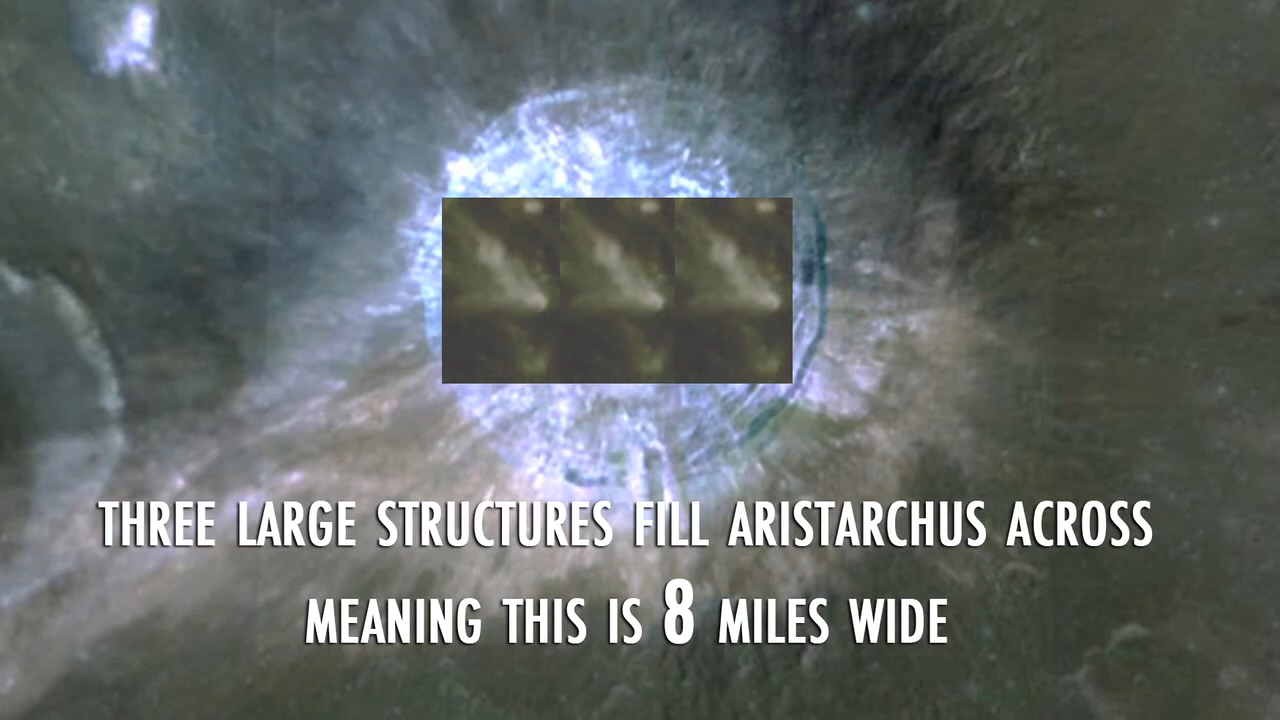 THREE LARGE STRUCTURES FILL ARISTARCHUS ACROSS
MEANING THIS IS 8 MILES WIDE